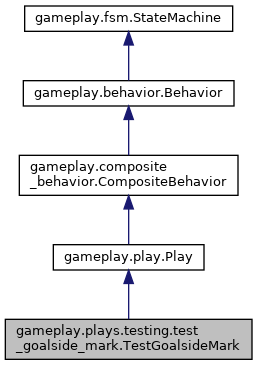 gameplay.fsm.StateMachine
gameplay.behavior.Behavior
gameplay.composite
_behavior.CompositeBehavior
gameplay.play.Play
gameplay.plays.testing.test
_goalside_mark.TestGoalsideMark